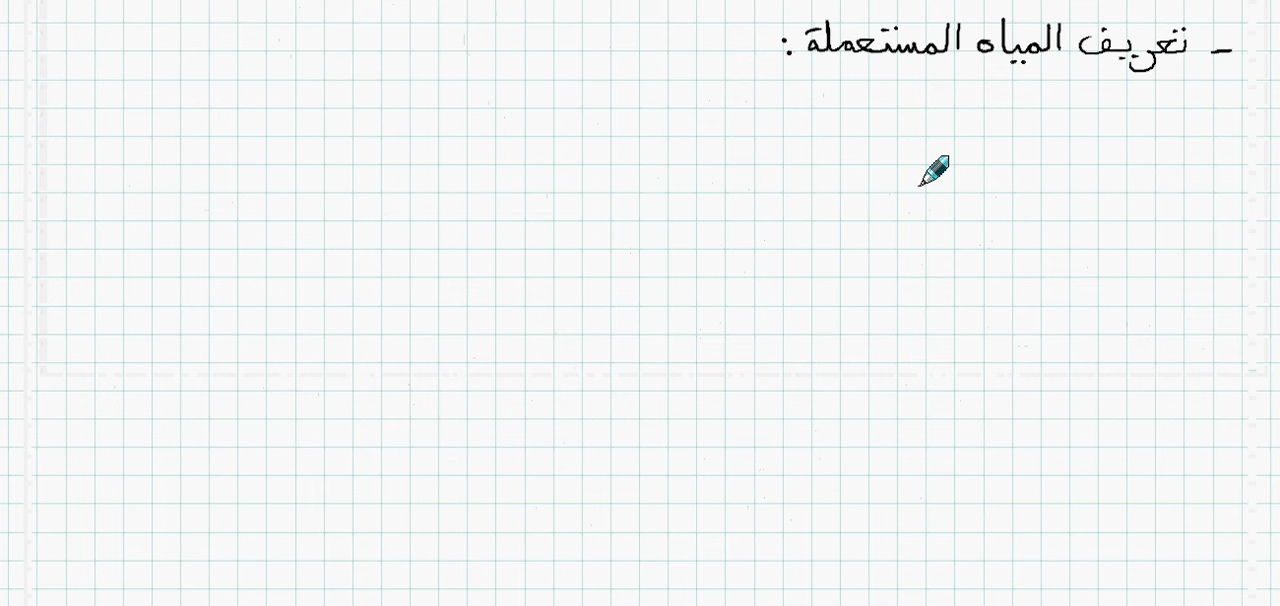 - تعريف المياه المستعملة :